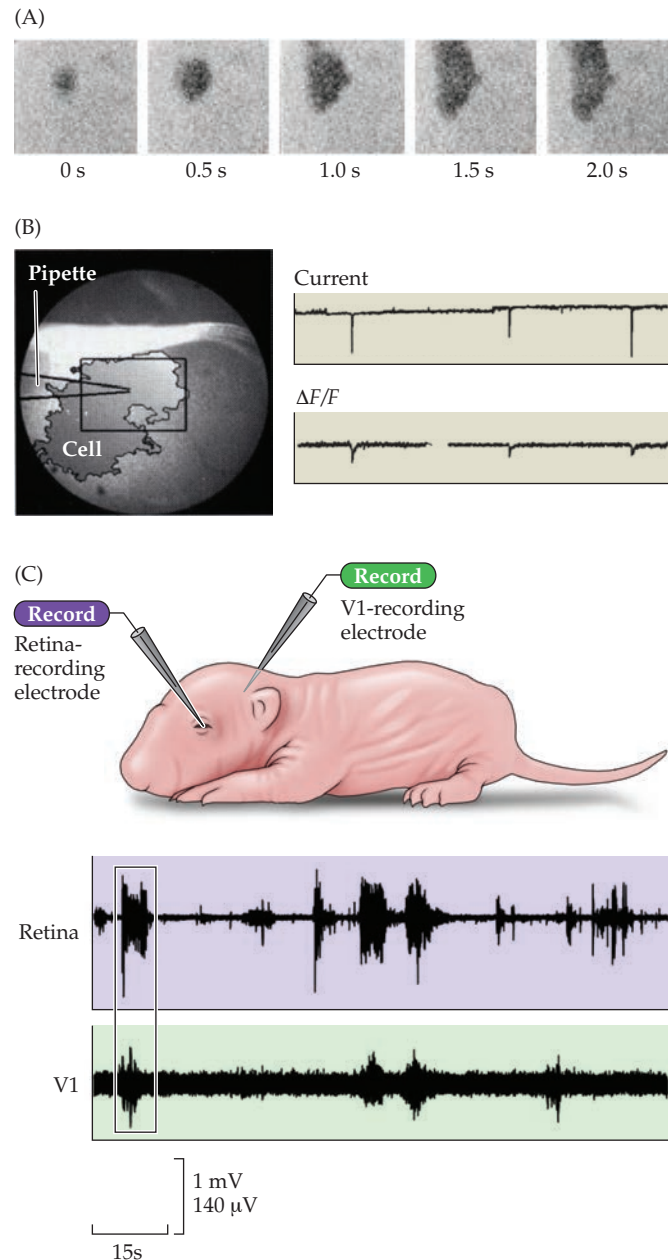 (A)
0 s
0.5 s
1.0 s
1.5 s
2.0 s
(B)
Pipette
Cell
Current
ΔF/F
(C)
Record
Retina-
recording
electrode
Record
V1-recording
electrode
Retina
V1
1 mV
140 μV
15s